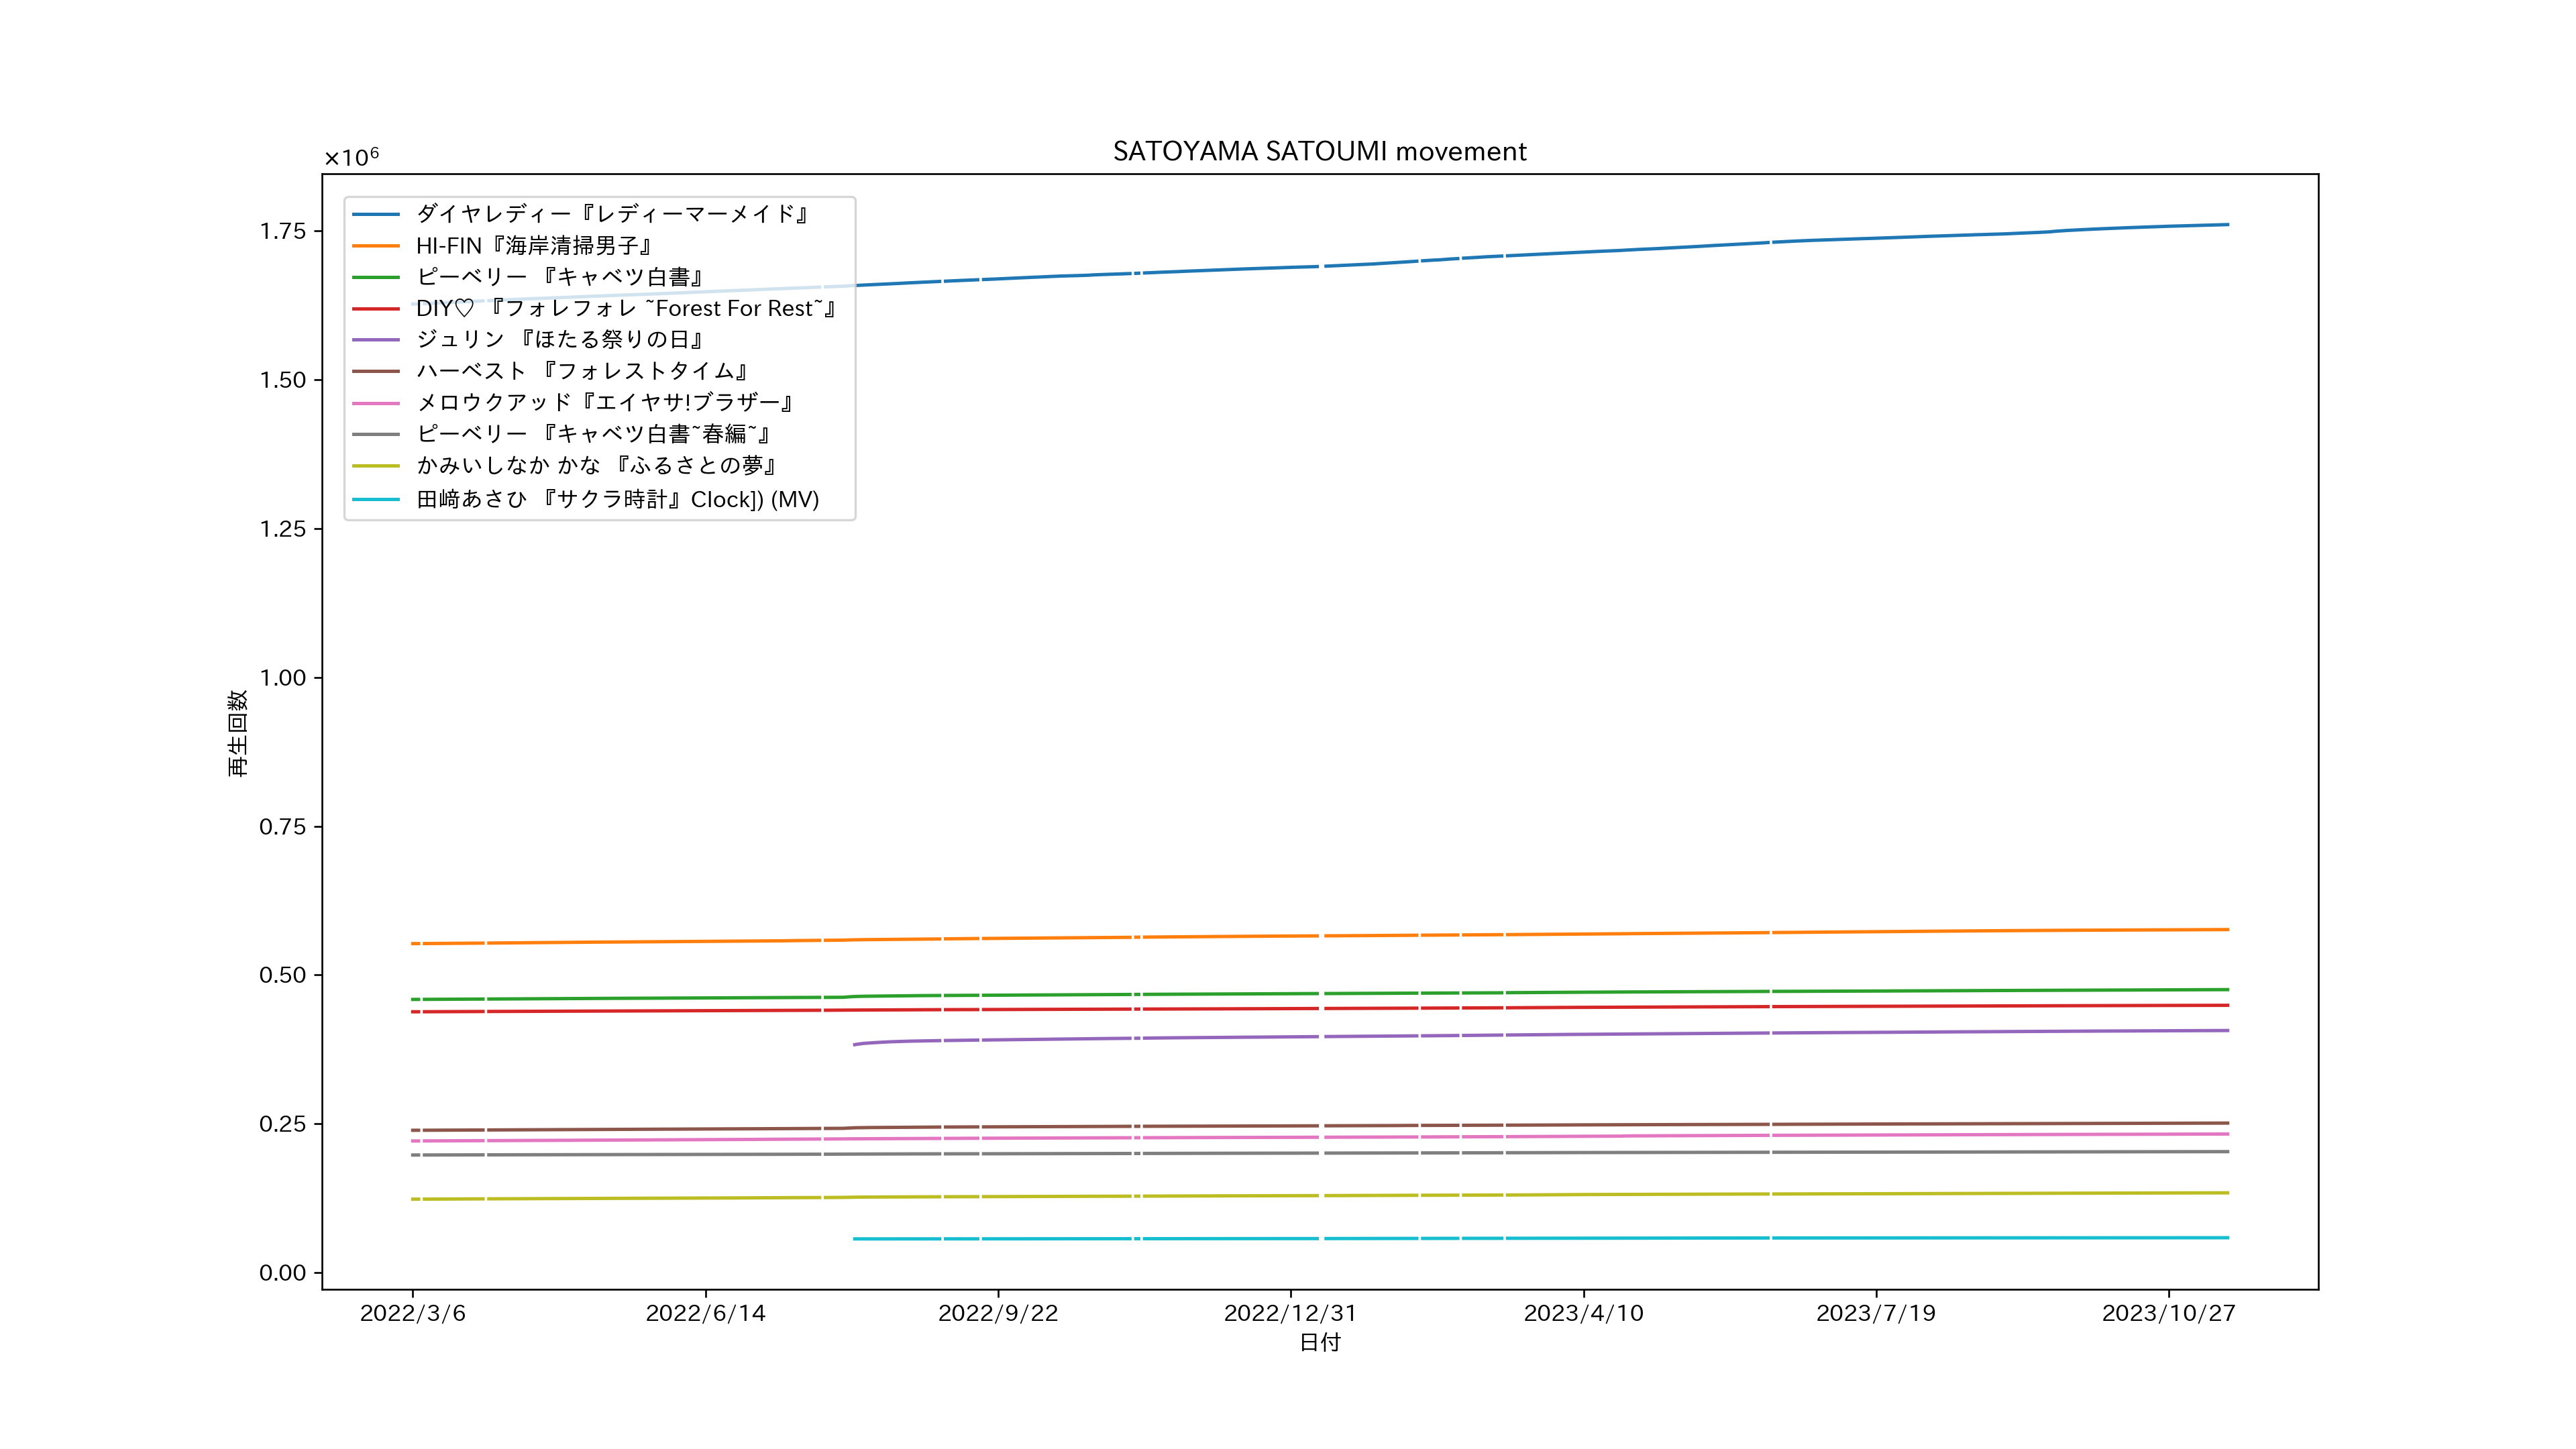 SATOYAMA SATOUMI movement
×10⁶
1.75
1.50
1.25
1.00
0.75
0.50
0.25
0.00
再生回数
ダイヤレディー『レディーマーメイド』
HI-FIN『海岸清掃男子』
ピーベリー 『キャベツ白書』
DIY♡ 『フォレフォレ ~Forest For Rest~』
ジュリン 『ほたる祭りの日』
ハーベスト 『フォレストタイム』
メロウクアッド『エイヤサ!ブラザー』
ピーベリー 『キャベツ白書~春編~』
かみいしなか かな 『ふるさとの夢』
田﨑あさひ 『サクラ時計』Clock]) (MV)
2022/3/6
2022/6/14
2022/9/22
2022/12/31
2023/4/10
2023/7/19
2023/10/27
日付